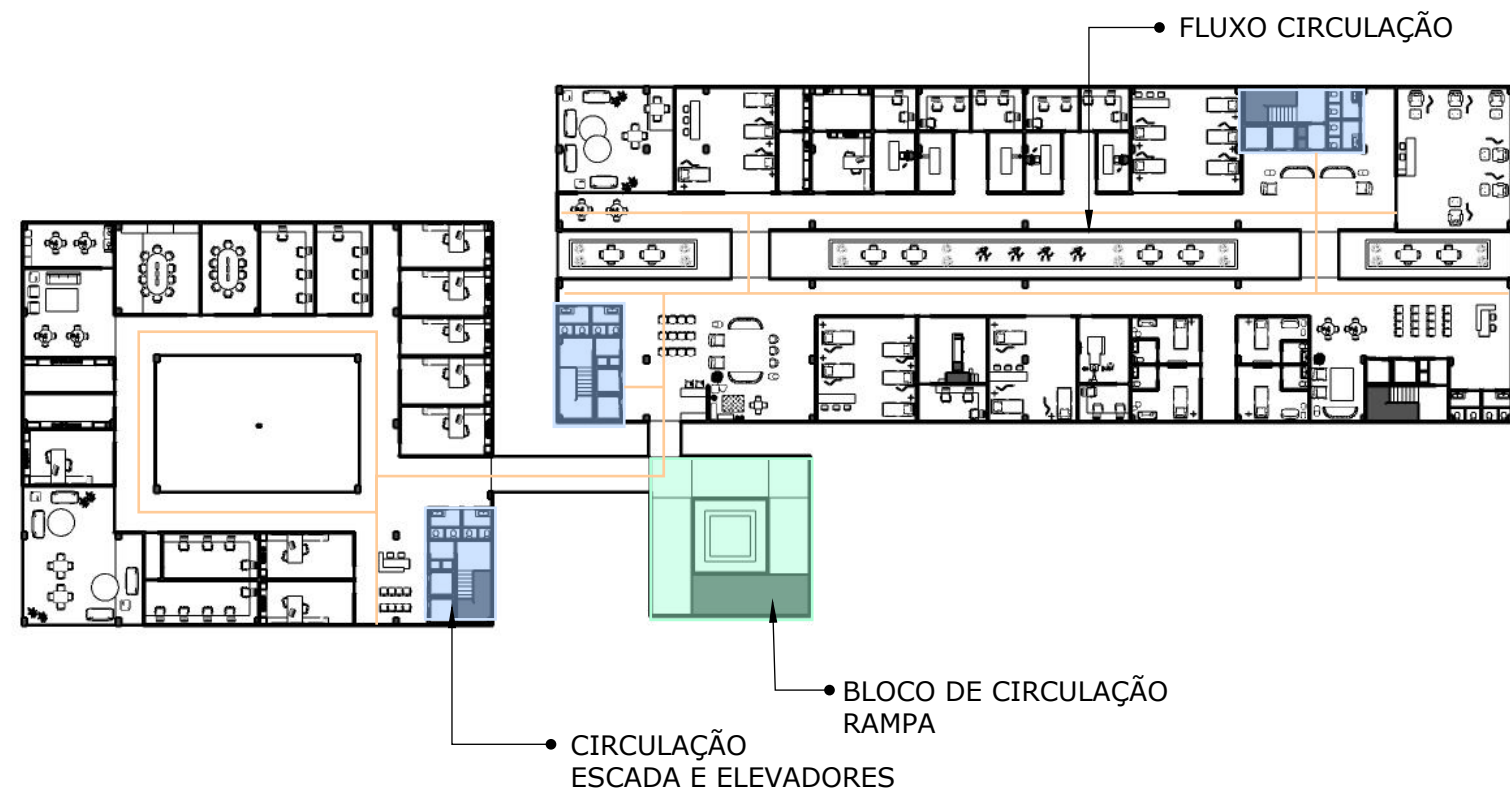 FLUXO CIRCULAÇÃO
BLOCO DE CIRCULAÇÃO
RAMPA
CIRCULAÇÃO
ESCADA E ELEVADORES